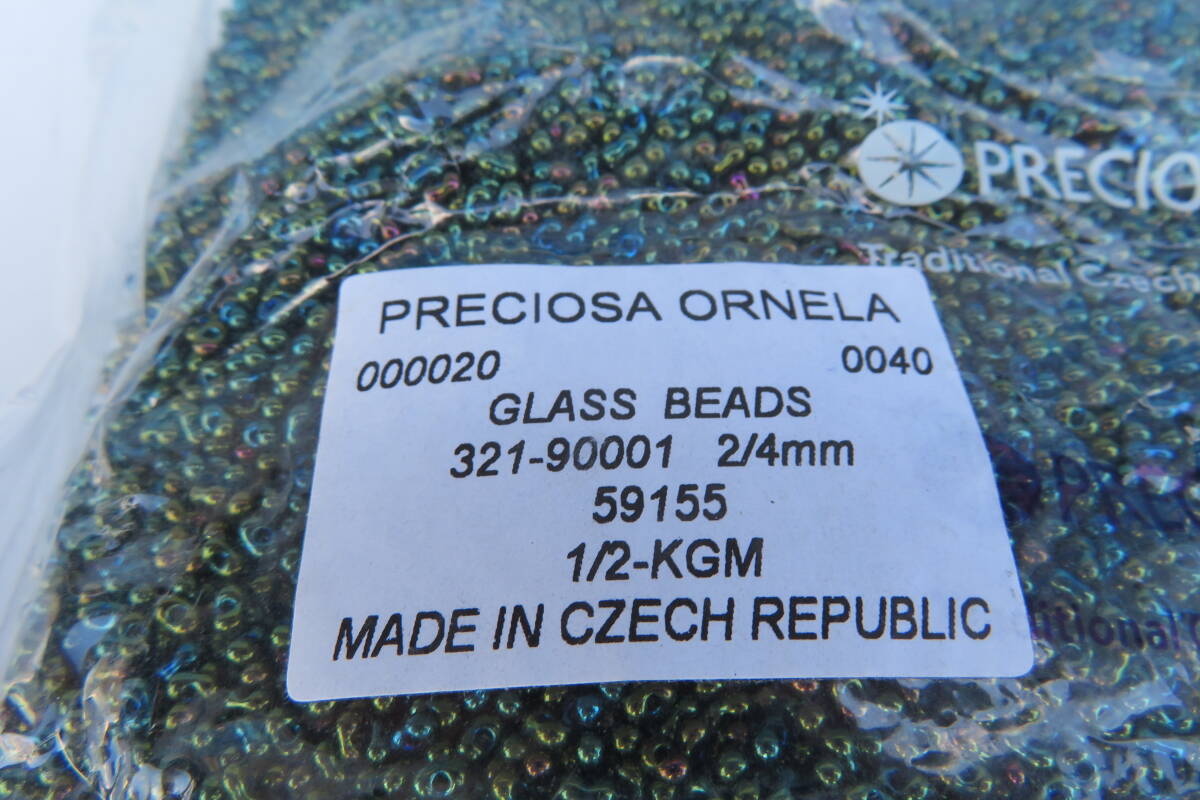 PRECIO
Traditional Czech
PRECIOSA ORNELA
000020 0040
GLASS BEADS
321-90001 2/4mm
59155
1/2-KGM
MADE IN CZECH REPUBLIC